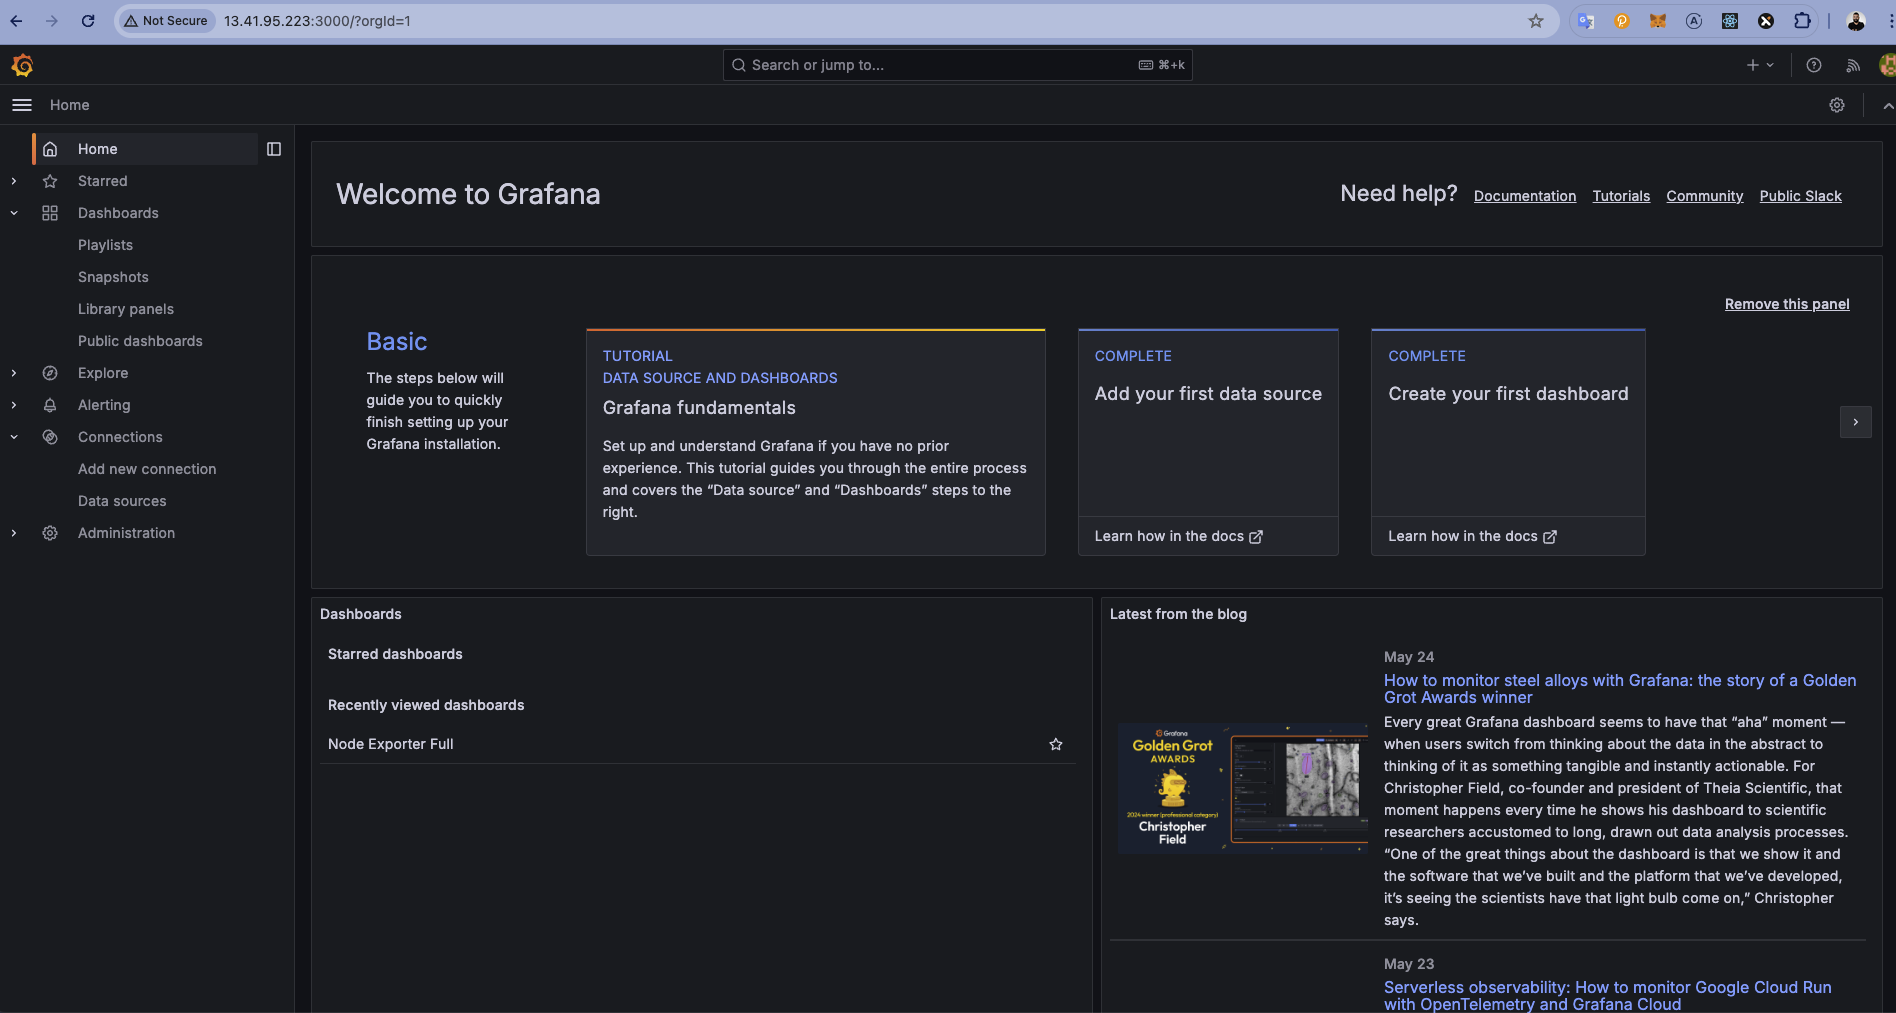 Not Secure
13.41.95.223:3000/?orgId=1
Search or jump to...
⌘+k
Home
Home
Starred
Dashboards
Playlists
Snapshots
Library panels
Public dashboards
Explore
Alerting
Connections
Add new connection
Data sources
Administration
Welcome to Grafana
Need help?
Documentation
Tutorials
Community
Public Slack
Remove this panel
Basic
The steps below will
guide you to quickly
finish setting up your
Grafana installation.
TUTORIAL
DATA SOURCE AND DASHBOARDS
Grafana fundamentals
Set up and understand Grafana if you have no prior
experience. This tutorial guides you through the entire process
and covers the “Data source” and “Dashboards” steps to the
right.
COMPLETE
Add your first data source
Learn how in the docs
COMPLETE
Create your first dashboard
Learn how in the docs
Dashboards
Starred dashboards
Recently viewed dashboards
Node Exporter Full
Latest from the blog
Grafana
Golden Grot
AWARDS
2024 winner (professional category)
Christopher
Field
May 24
How to monitor steel alloys with Grafana: the story of a Golden
Grot Awards winner
Every great Grafana dashboard seems to have that “aha” moment —
when users switch from thinking about the data in the abstract to
thinking of it as something tangible and instantly actionable. For
Christopher Field, co-founder and president of Theia Scientific, that
moment happens every time he shows his dashboard to scientific
researchers accustomed to long, drawn out data analysis processes.
“One of the great things about the dashboard is that we show it and
the software that we’ve built and the platform that we’ve developed,
it’s seeing the scientists have that light bulb come on,” Christopher
says.
May 23
Serverless observability: How to monitor Google Cloud Run
with OpenTelemetry and Grafana Cloud